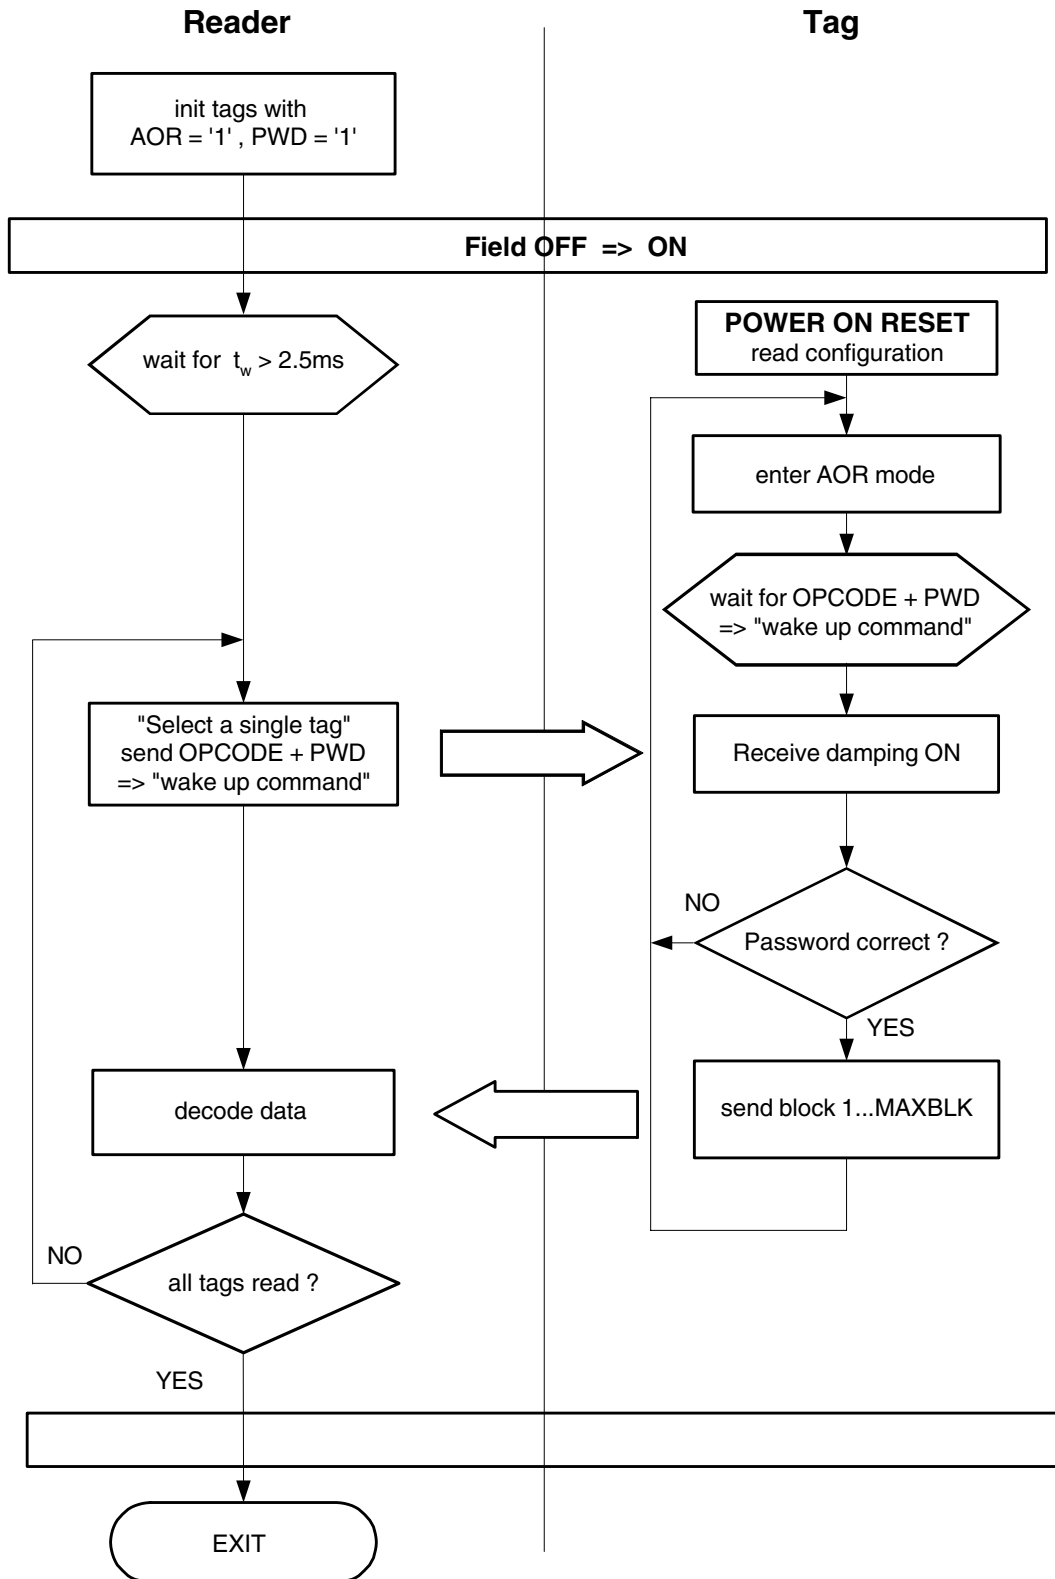 Reader
Tag
init tags with
AOR = '1' , PWD = '1'
Field OFF => ON
wait for tw > 2.5ms
POWER ON RESET
read configuration
enter AOR mode
wait for OPCODE + PWD
=> "wake up command"
"Select a single tag"
send OPCODE + PWD
=> "wake up command"
Receive damping ON
NO
Password correct ?
YES
send block 1...MAXBLK
decode data
NO
all tags read ?
YES
EXIT